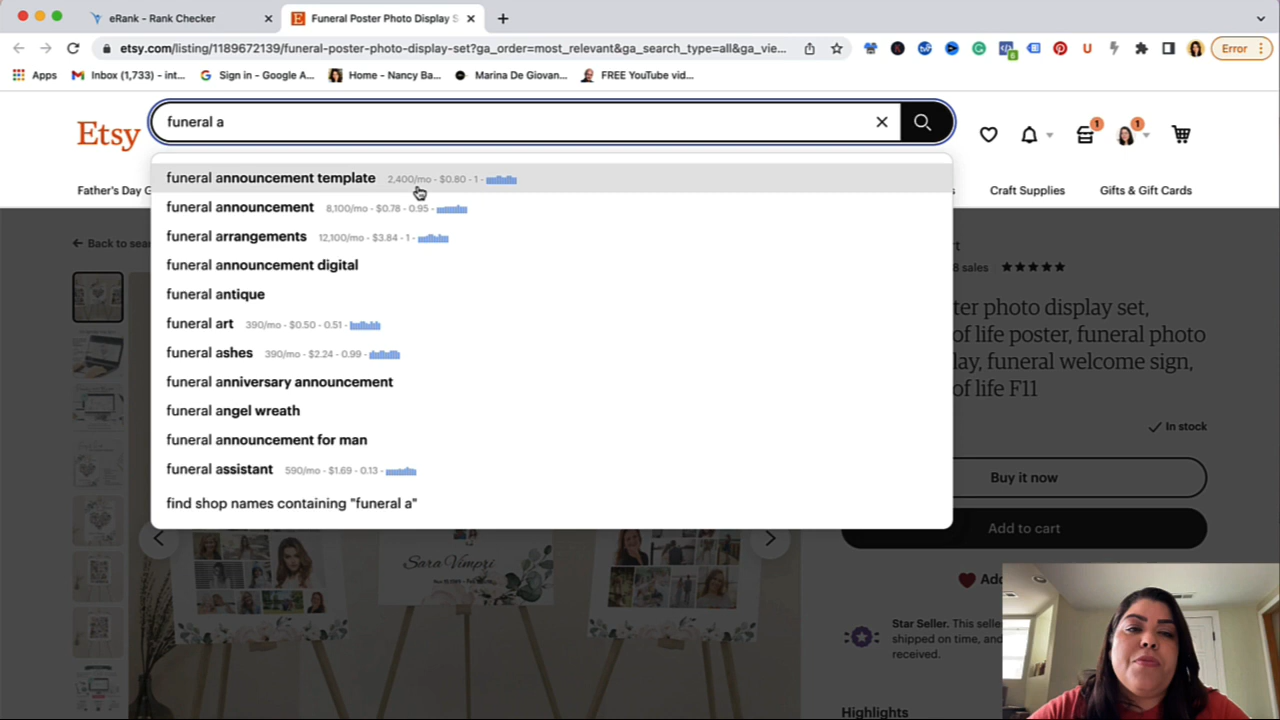 eRank - Rank Checker
Funeral Poster Photo Display S
etsy.com/listing/1189672139/funeral-poster-photo-display-set?ga_order=most_relevant&ga_search_type=all&ga_vie...
Error
Apps
Inbox (1,733) - int...
Sign in - Google A...
Home - Nancy Ba...
Marina De Giovan...
FREE YouTube vid...
Etsy
funeral a
1
1
Father's Day G
Craft Supplies
Gifts & Gift Cards
funeral announcement template 2,400/mo - $0.80 - 1 -
funeral announcement 8,100/mo - $0.78 - 0.95 -
funeral arrangements 12,100/mo - $3.84 - 1 -
funeral announcement digital
funeral antique
funeral art 390/mo - $0.50 - 0.51 -
funeral ashes 390/mo - $2.24 - 0.99 -
funeral anniversary announcement
funeral angel wreath
funeral announcement for man
funeral assistant 590/mo - $1.69 - 0.13 -
find shop names containing "funeral a"
Back to sea
rt
8 sales
ter photo display set,
of life poster, funeral photo
lay, funeral welcome sign,
of life F11
In stock
Buy it now
Add to cart
Sara Vimpri
Add
Star Seller. This selle
shipped on time, and
received.
Highlights